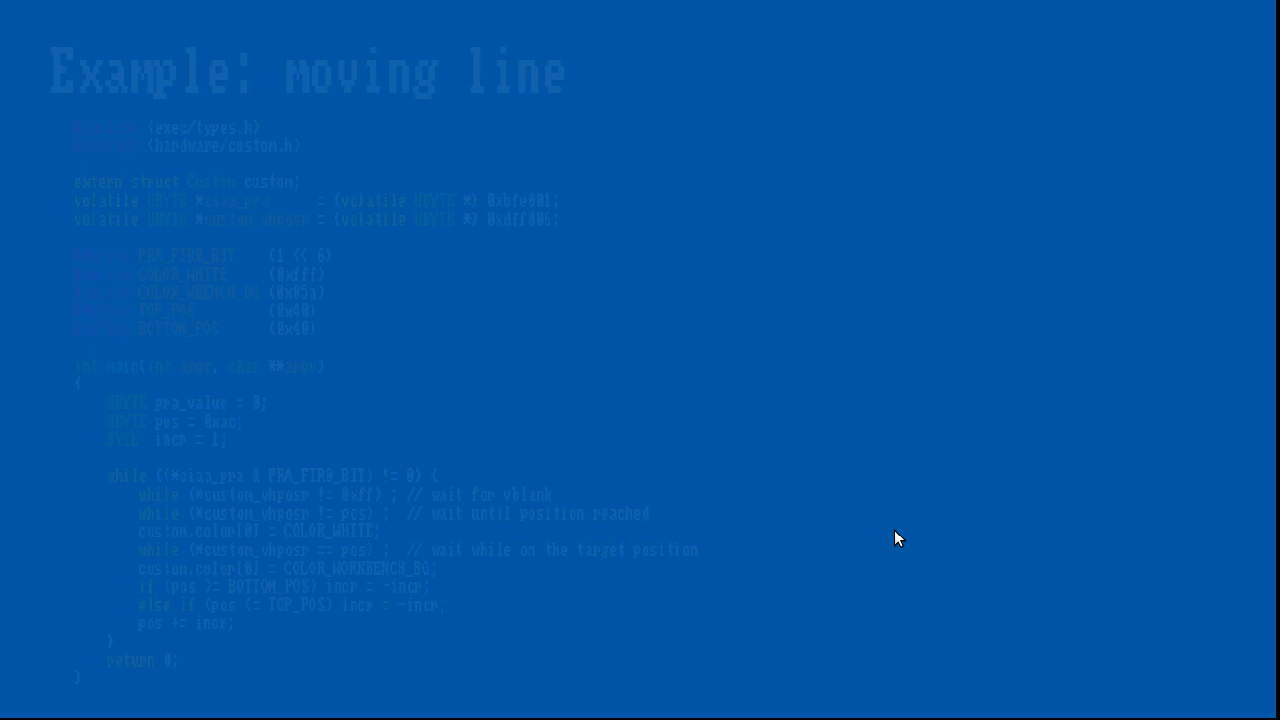 Example: moving line
(exec/types.h)
(hardware/custom.h)
extern struct Custom custom;
volatile UBYTE *ciaa_pra = (volatile UBYTE *) 0xbfe001;
volatile UBYTE *custom_vhposr = (volatile UBYTE *) 0xdff006;
#define PRA_FIR0_BIT (1 << 6)
#define COLOR_WHITE (0xfff)
#define COLOR_WBENCH_BG (0x05a)
#define TOP_POS (0x40)
#define BOTTOM_POS (0xf0)
int main(int argc, char **argv)
{
UBYTE pra_value = 0;
UBYTE pos = 0xac;
BYTE incr = 1;
while ((*ciaa_pra & PRA_FIR0_BIT) != 0) {
while (*custom_vhposr != 0xff) ; // wait for vblank
while (*custom_vhposr != pos) ; // wait until position reached
custom.color[0] = COLOR_WHITE;
while (*custom_vhposr == pos) ; // wait while on the target position
custom.color[0] = COLOR_WORKBENCH_BG;
if (pos >= BOTTOM_POS) incr = -incr;
else if (pos <= TOP_POS) incr = -incr;
pos += incr;
}
return 0;
}